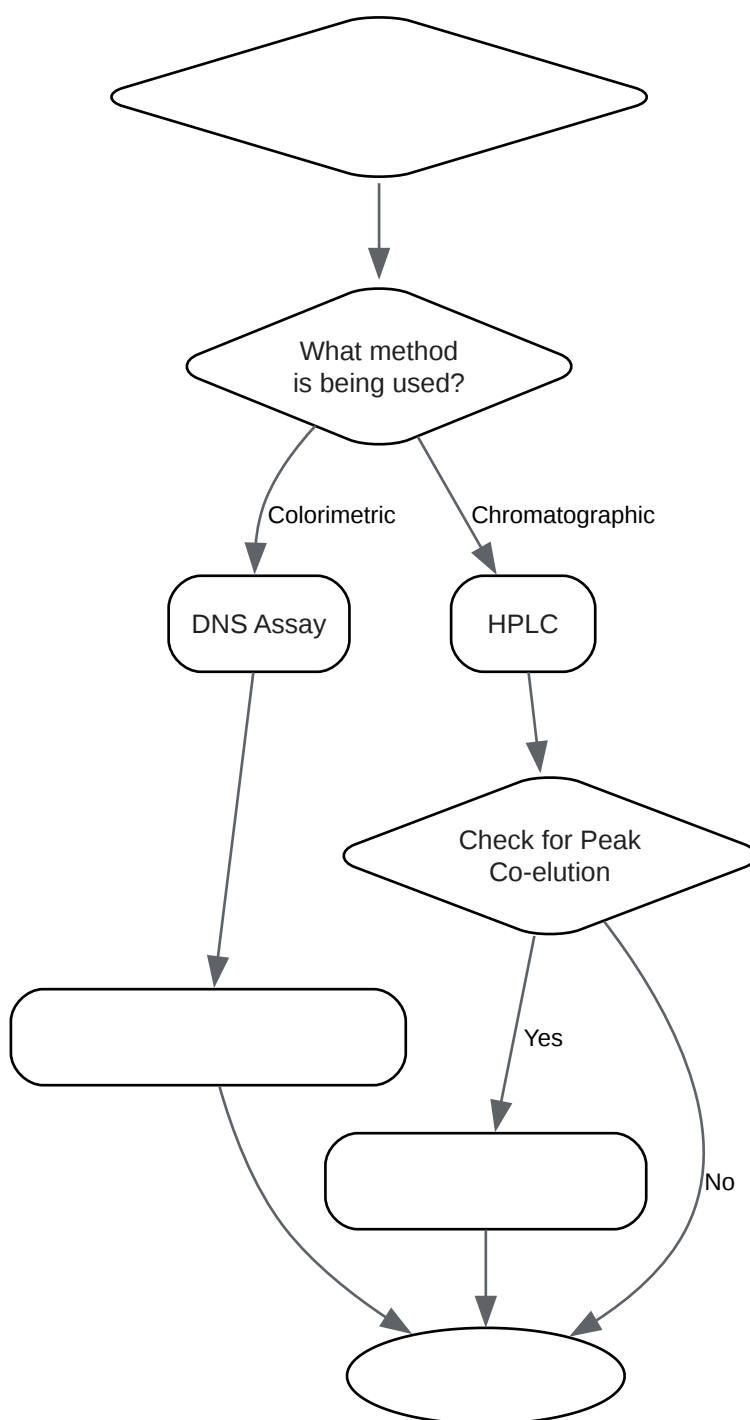 What method
is being used?
Colorimetric
Chromatographic
DNS Assay
HPLC
Check for Peak
Co-elution
Yes
No